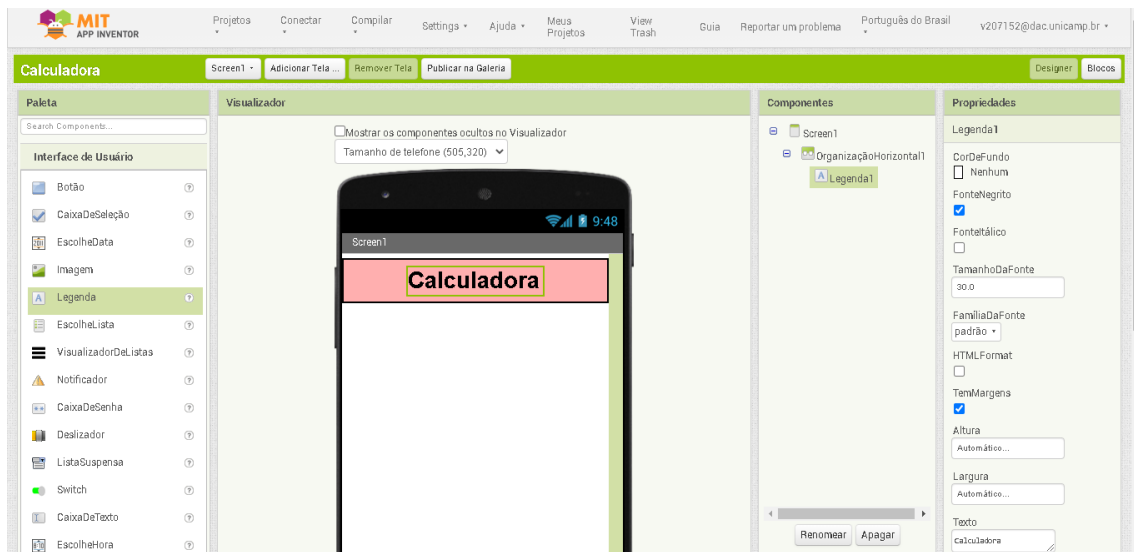 MIT
APP INVENTOR
Projetos
Conectar
Compilar
Settings
Ajuda
Meus
Projetos
View
Trash
Guia
Reportar um problema
Português do Brasil
v207152@dac.unicamp.br
Calculadora
Screen1
Adicionar Tela ...
Remover Tela
Publicar na Galeria
Designer
Blocos
Paleta
Search Components...
Interface de Usuário
Botão
CaixaDeSeleção
EscolheData
Imagem
Legenda
EscolheLista
VisualizadorDeListas
Notificador
CaixaDeSenha
Deslizador
ListaSuspensa
Switch
CaixaDeTexto
EscolheHora
Visualizador
Mostrar os componentes ocultos no Visualizador
Tamanho de telefone (505,320)
9:48
Screen1
Calculadora
Componentes
Screen1
OrganizaçãoHorizontal1
A Legenda1
Renomear
Apagar
Propriedades
Legenda1
CorDeFundo
Nenhum
FonteNegrito
FonteItálico
TamanhoDaFonte
30.0
FamíliaDaFonte
padrão
HTMLFormat
TemMargens
Altura
Automático...
Largura
Automático...
Texto
Calculadora